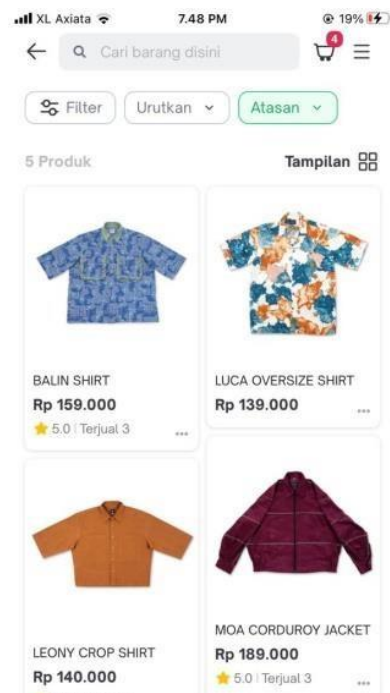 XL Axiata 7.48 PM 19%
Cari barang disini 4
Filter Urutkan Atasan
5 Produk Tampilan
BALIN SHIRT
Rp 159.000
5.0 Terjual 3
LUCA OVERSIZE SHIRT
Rp 139.000
LEONY CROP SHIRT
Rp 140.000
MOA CORDUROY JACKET
Rp 189.000
5.0 Terjual 3